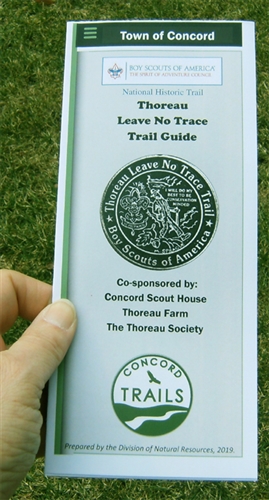 Town of Concord
BOY SCOUTS OF AMERICA
THE SPIRIT OF ADVENTURE COUNCIL
National Historic Trail
Thoreau
Leave No Trace
Trail Guide
Thoreau Leave No Trace Trail
I WILL DO MY
BEST TO BE
CONSERVATION
MINDED
Boy Scouts of America
Co-sponsored by:
Concord Scout House
Thoreau Farm
The Thoreau Society
CONCORD
TRAILS
Prepared by the Division of Natural Resources, 2019.